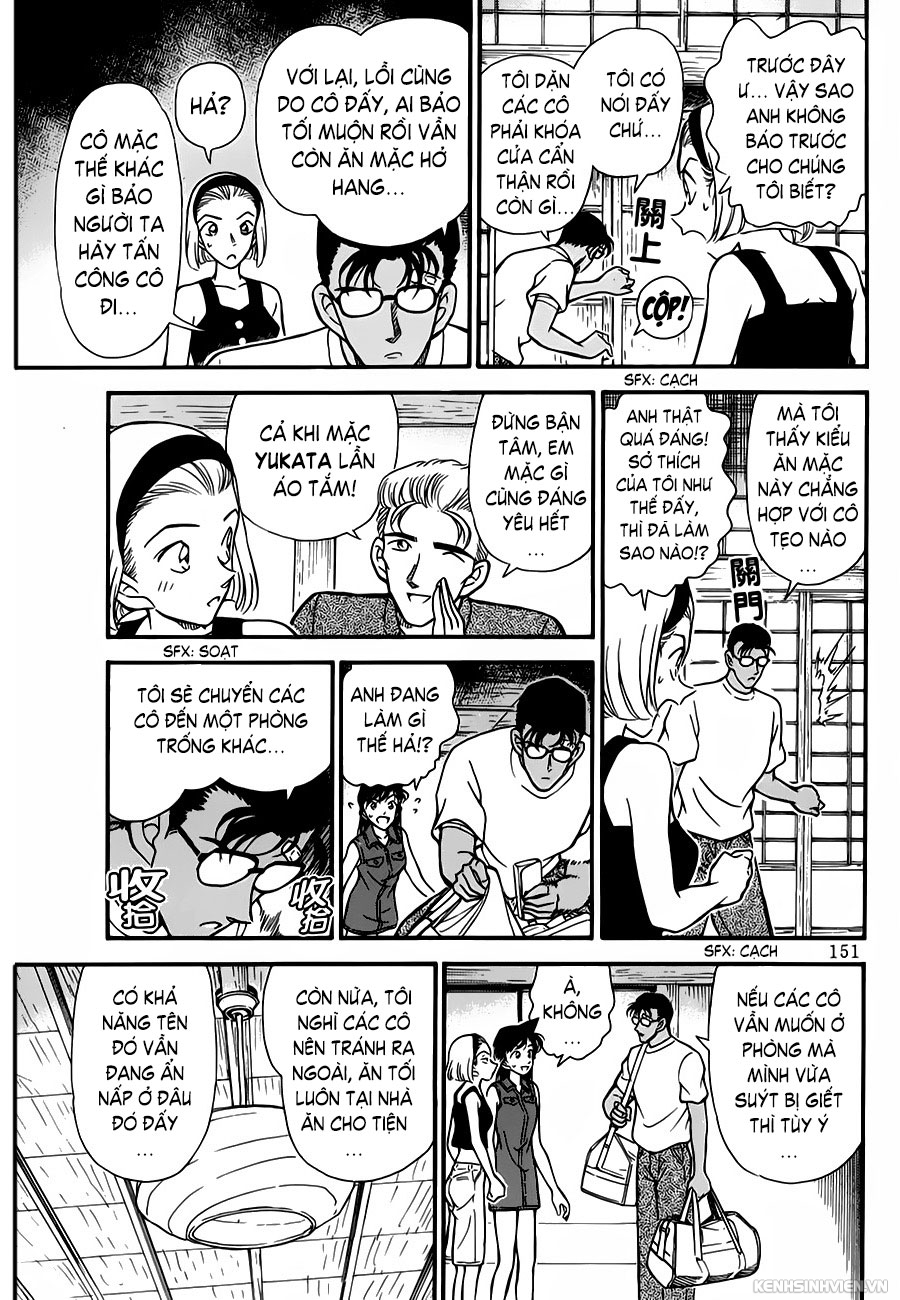 TRƯỚC ĐÂY
Ư... VẬY SAO
ANH KHÔNG
BÁO TRƯỚC
CHO CHÚNG
TÔI BIẾT?
TÔI CÓ
NÓI ĐẤY
CHỨ...
TÔI DẶN
CÁC CÔ
PHẢI KHÓA
CỬA CẨN
THẬN RỒI
CÒN GÌ...
關上
CỘP!
SFX: CẠCH
VỚI LẠI, LỖI CŨNG
DO CÔ ĐẤY, AI BẢO
TỐI MUỘN RỒI VẪN
CÒN ĂN MẶC HỞ
HANG...
HẢ?
CÔ MẶC
THẾ KHÁC
GÌ BẢO
NGƯỜI TA
HÃY TẤN
CÔNG CÔ
ĐI...
MÀ TÔI
THẤY KIỂU
ĂN MẶC
NÀY CHẲNG
HỢP VỚI CÔ
TẸO NÀO
...
ANH THẬT
QUÁ ĐÁNG!
SỞ THÍCH
CỦA TÔI NHƯ
THẾ ĐẤY,
THÌ ĐÃ LÀM
SAO NÀO!?
關門
SFX: CẠCH
ĐỪNG BẬN
TÂM, EM
MẶC GÌ
CŨNG ĐÁNG
YÊU HẾT
...
CẢ KHI MẶC
YUKATA LẪN
ÁO TẮM!
SFX: SOẠT
ANH ĐANG
LÀM GÌ
THẾ HẢ!?
TÔI SẼ CHUYỂN CÁC
CÔ ĐẾN MỘT PHÒNG
TRỐNG KHÁC...
收拾
收拾
151
NẾU CÁC CÔ
VẪN MUỐN Ở
PHÒNG MÀ
MÌNH VỪA
SUÝT BỊ GIẾT
THÌ TÙY Ý
...
À,
KHÔNG
...
CÒN NỮA, TÔI
NGHĨ CÁC CÔ
NÊN TRÁNH RA
NGOÀI, ĂN TỐI
LUÔN TẠI NHÀ
ĂN CHO TIỆN
...
CÓ KHẢ
NĂNG TÊN
ĐÓ VẪN
ĐANG ẨN
NẤP Ở ĐÂU
ĐÓ ĐẤY
...
KENHSINHVIEN.VN